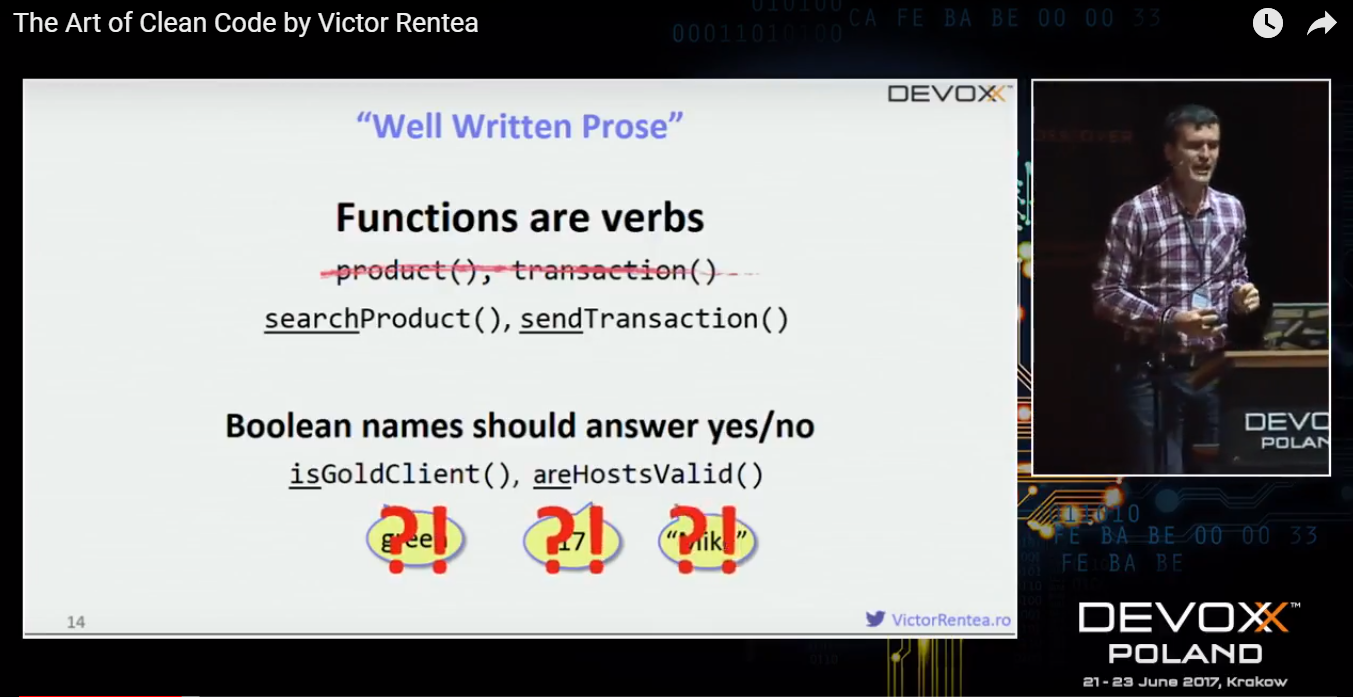 The Art of Clean Code by Victor Rentea
010100
CA FE BA BE 00 00 33
00011010100
DEVOXX™
“Well Written Prose”
Functions are verbs
product(), transaction()
searchProduct(), sendTransaction()
Boolean names should answer yes/no
isGoldClient(), areHostsValid()
?! ?! ?!
green 17 “Mike”
14
VictorRentea.ro
DEVO
POLAN
111010
FE BA BE 00 00 33
FE BA BE
DEVOXX™
POLAND
21 - 23 June 2017, Krakow